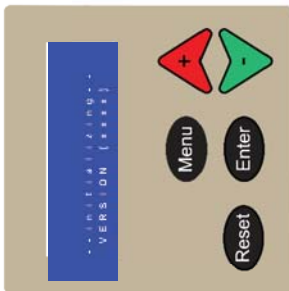 --initializing--
VERSION (xxxx)
+
-
Menu
Enter
Reset